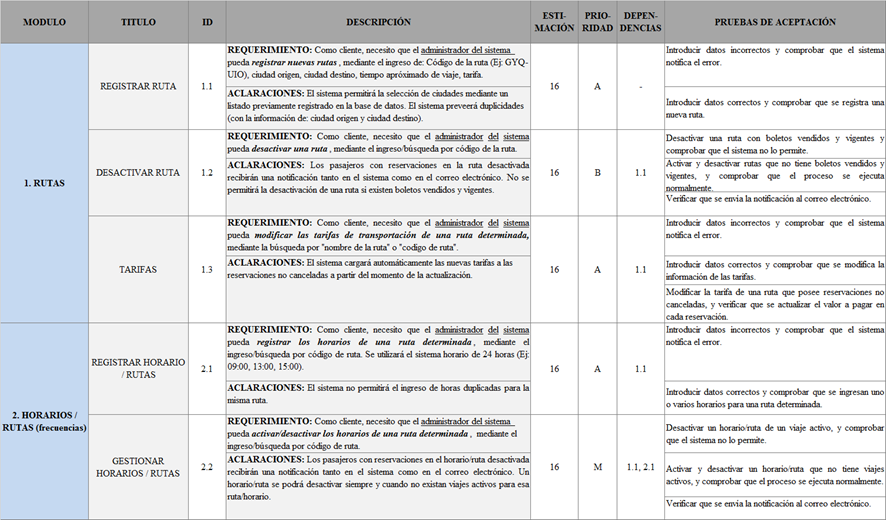 MODULO
TITULO
ID
DESCRIPCIÓN
ESTI-
MACIÓN
PRIO-
RIDAD
DEPEN-
DENCIAS
PRUEBAS DE ACEPTACIÓN
1. RUTAS
REGISTRAR RUTA
1.1
REQUERIMIENTO: Como cliente, necesito que el administrador del sistema
pueda registrar nuevas rutas , mediante el ingreso de: Código de la ruta (Ej: GYQ-
UIO), ciudad origen, ciudad destino, tiempo apróximado de viaje, tarifa.
ACLARACIONES: El sistema permitirá la selección de ciudades mediante un
listado previamente registrado en la base de datos. El sistema preveerá duplicidades
(con la información de: ciudad origen y ciudad destino).
16
A
-
Introducir datos incorrectos y comprobar que el sistema
notifica el error.
Introducir datos correctos y comprobar que se registra una
nueva ruta.
DESACTIVAR RUTA
1.2
REQUERIMIENTO: Como cliente, necesito que el administrador del sistema
pueda desactivar una ruta , mediante el ingreso/búsqueda por código de la ruta.
ACLARACIONES: Los pasajeros con reservaciones en la ruta desactivada
recibirán una notificación tanto en el sistema como en el correo electrónico. No se
permitirá la desactivación de una ruta si existen boletos vendidos y vigentes.
16
B
1.1
Desactivar una ruta con boletos vendidos y vigentes y
comprobar que el sistema no lo permite.
Activar y desactivar rutas que no tiene boletos vendidos y
vigentes, y comprobar que el proceso se ejecuta
normalmente.
Verificar que se envia la notificación al correo electrónico.
TARIFAS
1.3
REQUERIMIENTO: Como cliente, necesito que el administrador del sistema
pueda modificar las tarifas de transportación de una ruta determinada,
mediante la búsqueda por "nombre de la ruta" o "codigo de ruta".
ACLARACIONES: El sistema cargará automáticamente las nuevas tarifas a las
reservaciones no canceladas a partir del momento de la actualización.
16
A
1.1
Introducir datos incorrectos y comprobar que el sistema
notifica el error.
Introducir datos correctos y comprobar que se modifica la
información de las tarifas.
Modificar la tarifa de una ruta que posee reservaciones no
canceladas, y verificar que se actualizar el valor a pagar en
cada reservación.
2. HORARIOS /
RUTAS (frecuencias)
REGISTRAR HORARIO
/ RUTAS
2.1
REQUERIMIENTO: Como cliente, necesito que el administrador del sistema
pueda registrar los horarios de una ruta determinada , mediante el
ingreso/búsqueda por código de ruta. Se utilizará el sistema horario de 24 horas (Ej:
09:00, 13:00, 15:00).
ACLARACIONES: El sistema no permitirá el ingreso de horas duplicadas para la
misma ruta.
16
A
1.1
Introducir datos incorrectos y comprobar que el sistema
notifica el error.
Introducir datos correctos y comprobar que se ingresan uno
o varios horarios para una ruta determinada.
GESTIONAR
HORARIOS / RUTAS
2.2
REQUERIMIENTO: Como cliente, necesito que el administrador del sistema
pueda activar/desactivar los horarios de una ruta determinada , mediante el
ingreso/búsqueda por código de ruta.
ACLARACIONES: Los pasajeros con reservaciones en el horario/ruta desactivada
recibirán una notificación tanto en el sistema como en el correo electrónico. Un
horario/ruta se podrá desactivar siempre y cuando no existan viajes activos para esa
ruta/horario.
16
M
1.1, 2.1
Desactivar un horario/ruta de un viaje activo, y comprobar
que el sistema no lo permite.
Activar y desactivar un horario/ruta que no tiene viajes
activos, y comprobar que el proceso se ejecuta normalmente.
Verificar que se envia la notificación al correo electrónico.